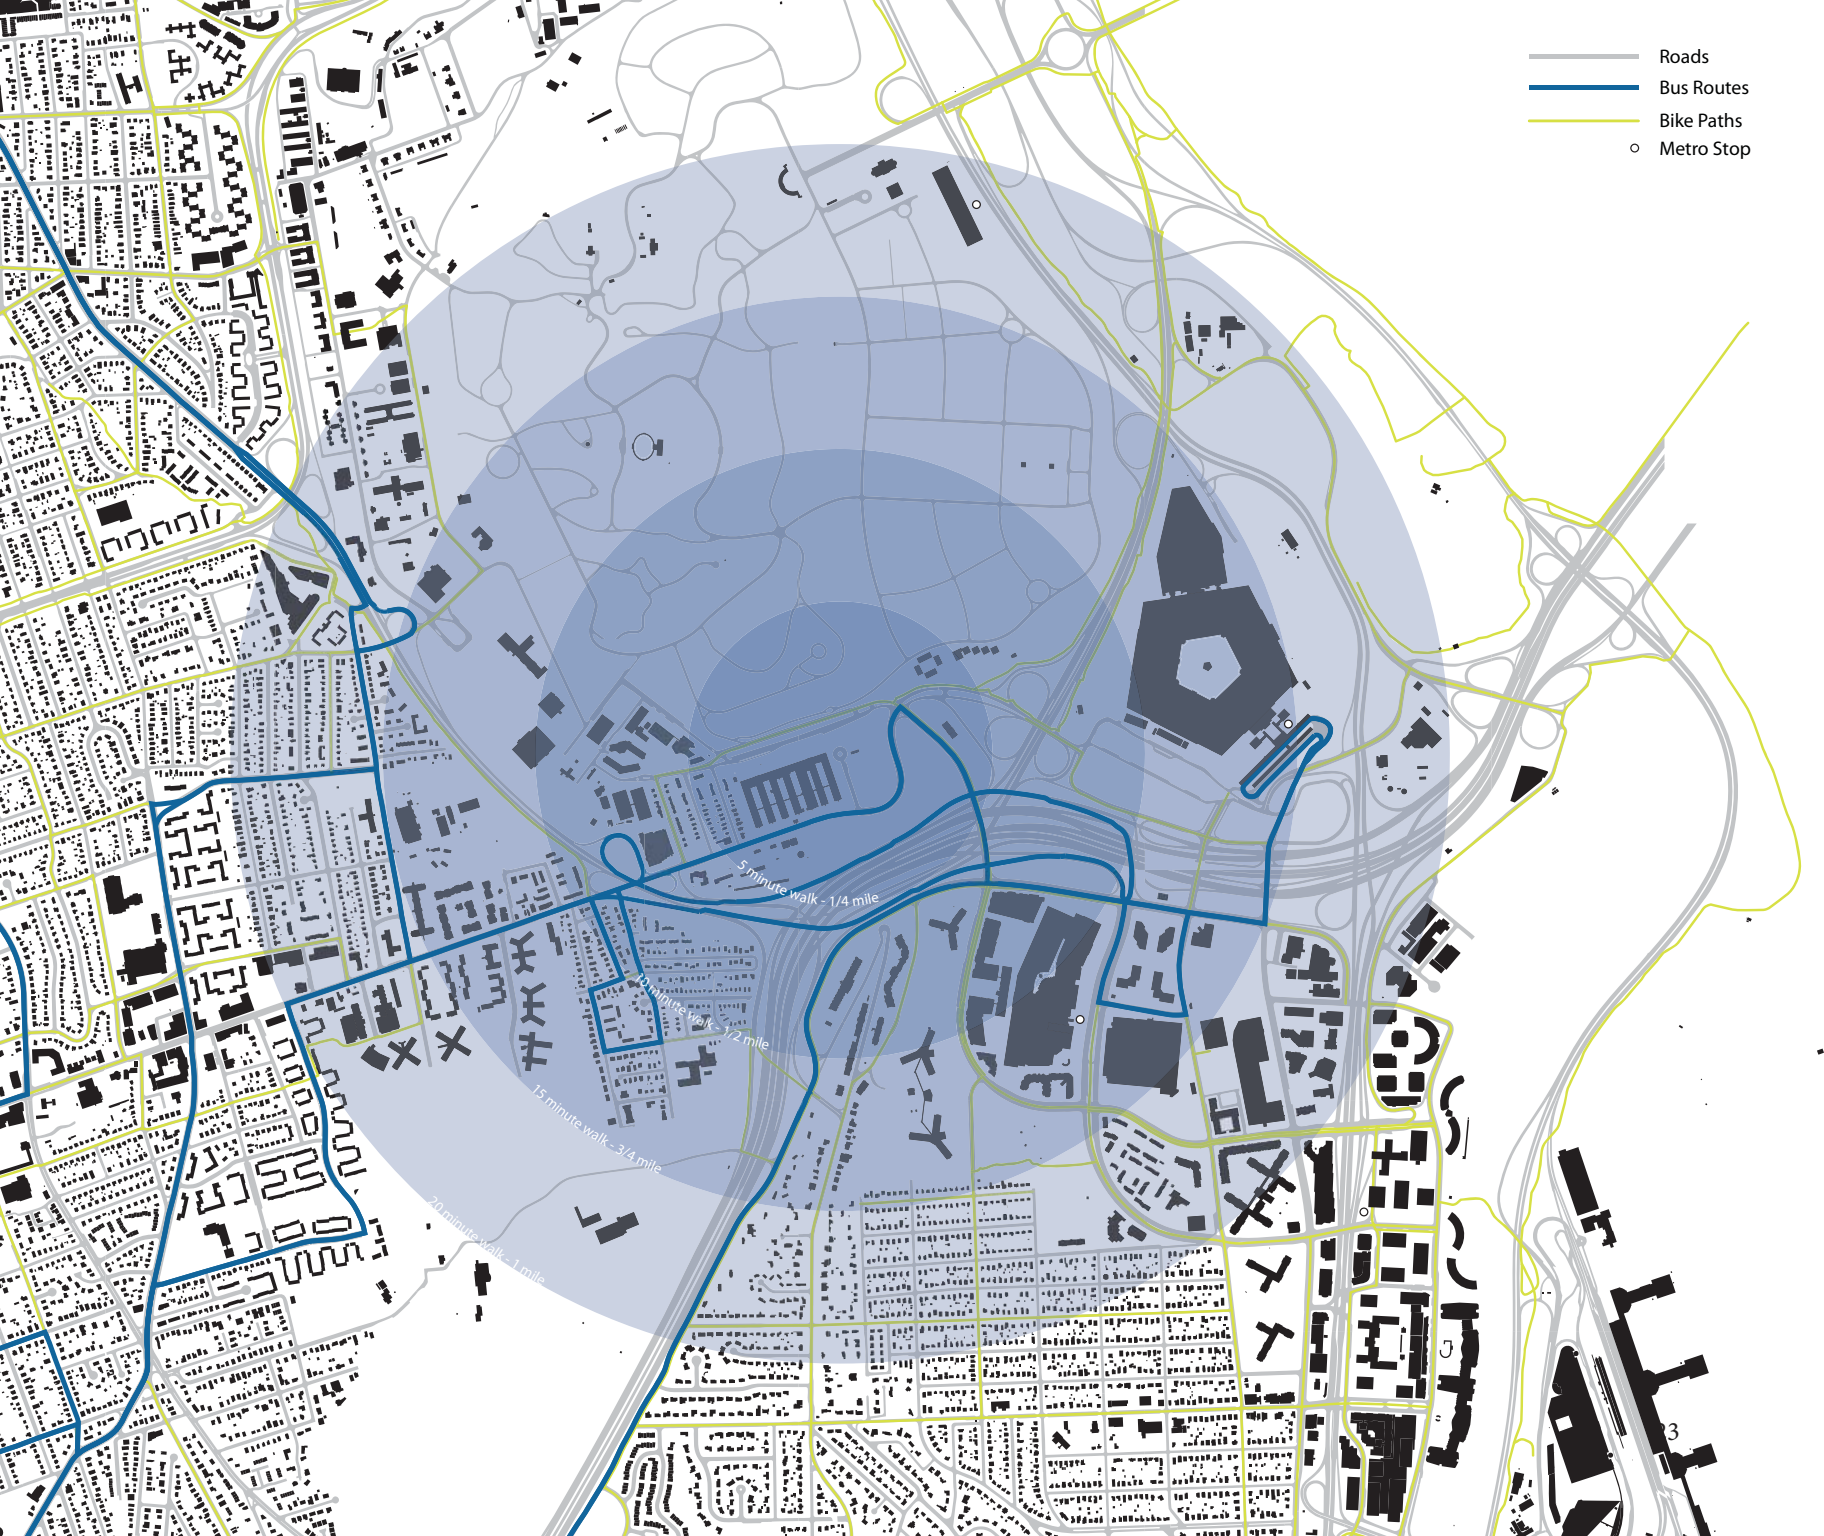 Roads
Bus Routes
Bike Paths
Metro Stop
5 minute walk - 1/4 mile
10 minute walk - 1/2 mile
15 minute walk - 3/4 mile
20 minute walk - 1 mile
23